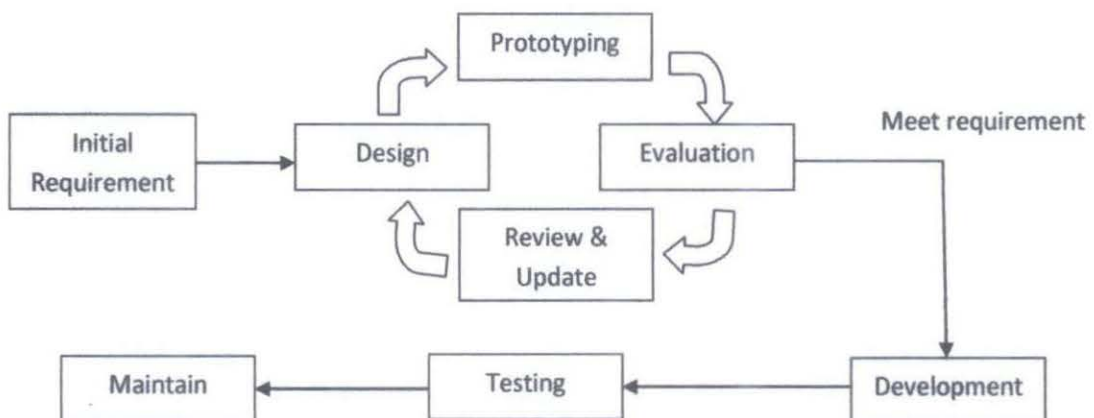 Prototyping
Initial
Requirement
Design
Evaluation
Meet requirement
Review &
Update
Maintain
Testing
Development